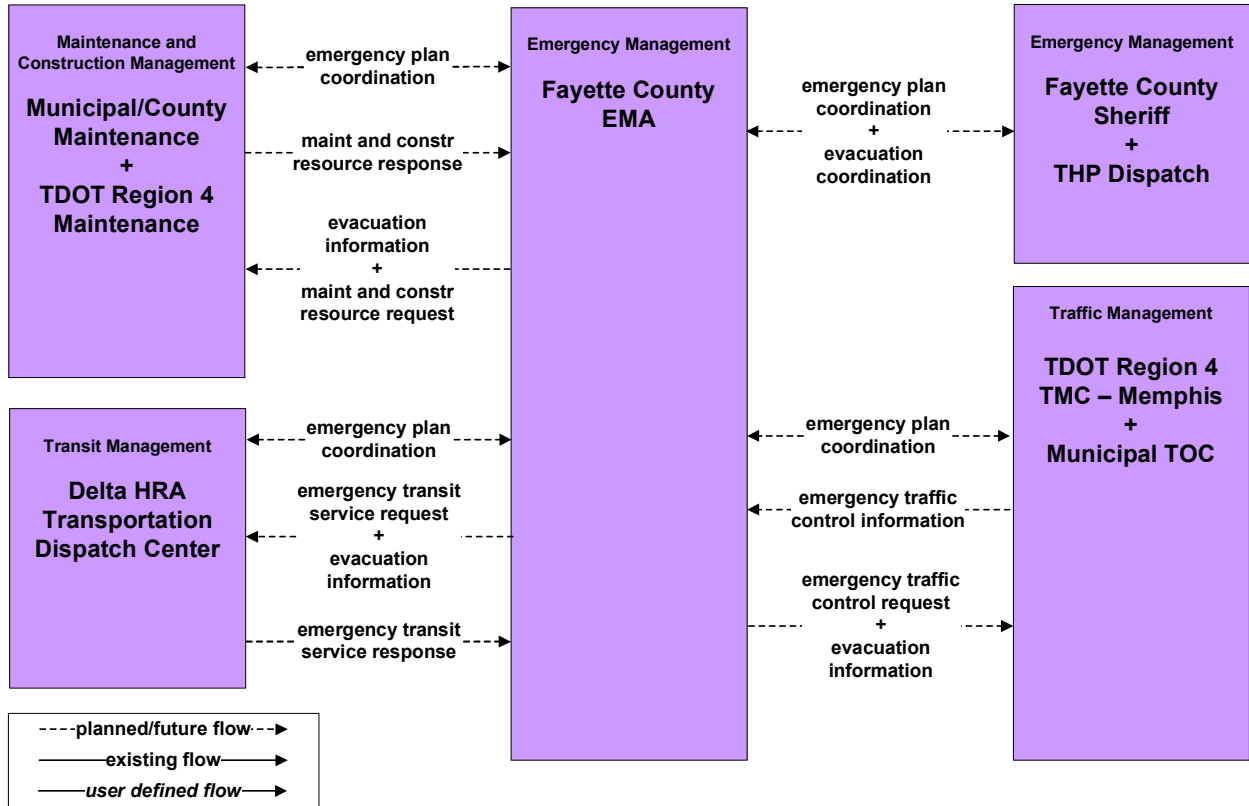 Maintenance and
Construction Management
Municipal/County
Maintenance
+
TDOT Region 4
Maintenance
emergency plan
coordination
maint and constr
resource response
evacuation
information
+
maint and constr
resource request
Emergency Management
Fayette County
EMA
emergency plan
coordination
+
evacuation
coordination
Emergency Management
Fayette County
Sheriff
+
THP Dispatch
Transit Management
Delta HRA
Transportation
Dispatch Center
emergency plan
coordination
emergency transit
service request
+
evacuation
information
emergency transit
service response
emergency plan
coordination
emergency traffic
control information
emergency traffic
control request
+
evacuation
information
Traffic Management
TDOT Region 4
TMC – Memphis
+
Municipal TOC
planned/future flow
existing flow
user defined flow